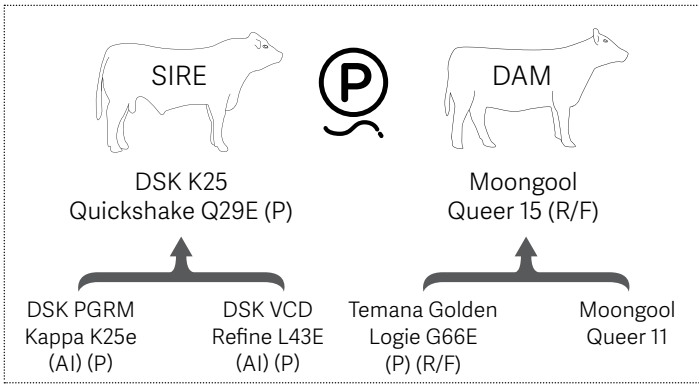 SIRE
P
DAM
DSK K25
Quickshake Q29E (P)
Moongool
Queer 15 (R/F)
DSK PGRM
Kappa K25e
(AI) (P)
DSK VCD
Refine L43E
(AI) (P)
Temana Golden
Logie G66E
(P) (R/F)
Moongool
Queer 11